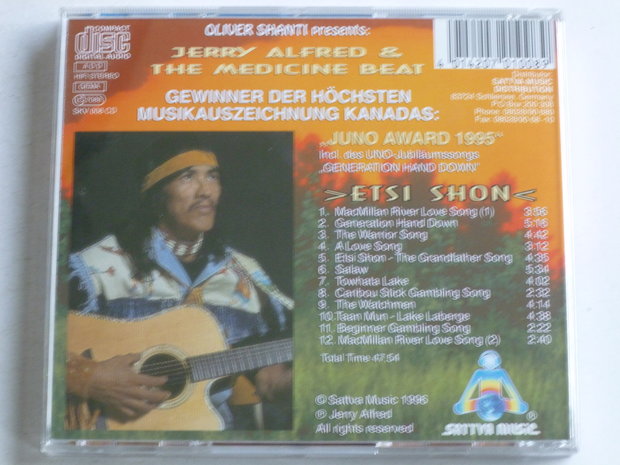 OLIVER SHANTI presents:
JERRY ALFRED &
THE MEDICINE BEAT
GEWINNER DER HÖCHSTEN
MUSIKAUSZEICHNUNG KANADAS:
„JUNO AWARD 1995“
incl. des UNO-Jubiläumssongs
„GENERATION HAND DOWN“
>ETSI SHON<
1. MacMillan River Love Song (1) 3:56
2. Generation Hand Down 5:16
3. The Warrior Song 4:42
4. A Love Song 3:12
5. Etsi Shon - The Grandfather Song 4:35
6. Salaw 5:34
7. Towhata Lake 4:02
8. Caribou Stick Gambling Song 2:32
9. The Watchmen 4:14
10. Taan Mun - Lake Laberge 4:38
11. Beginner Gambling Song 2:22
12. MacMillan River Love Song (2) 2:40
Total Time 47:54
© Sattva Music 1996
℗ Jerry Alfred
All rights reserved
SATTVA MUSIC ®
COMPACT
disc
DIGITAL AUDIO
HIFI-STEREO
GEMA
SATTVA MUSIC
DISTRIBUTION